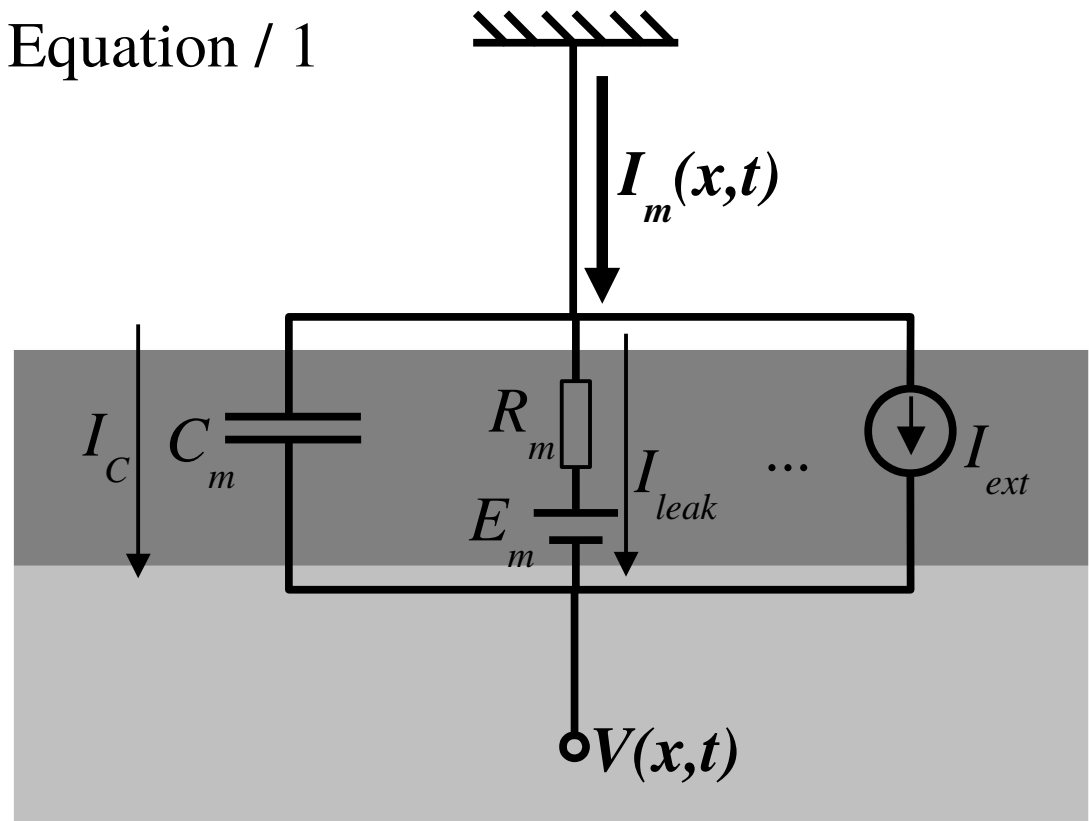 Equation / 1
I_m(x,t)
I_C
C_m
R_m
E_m
I_leak
...
I_ext
V(x,t)